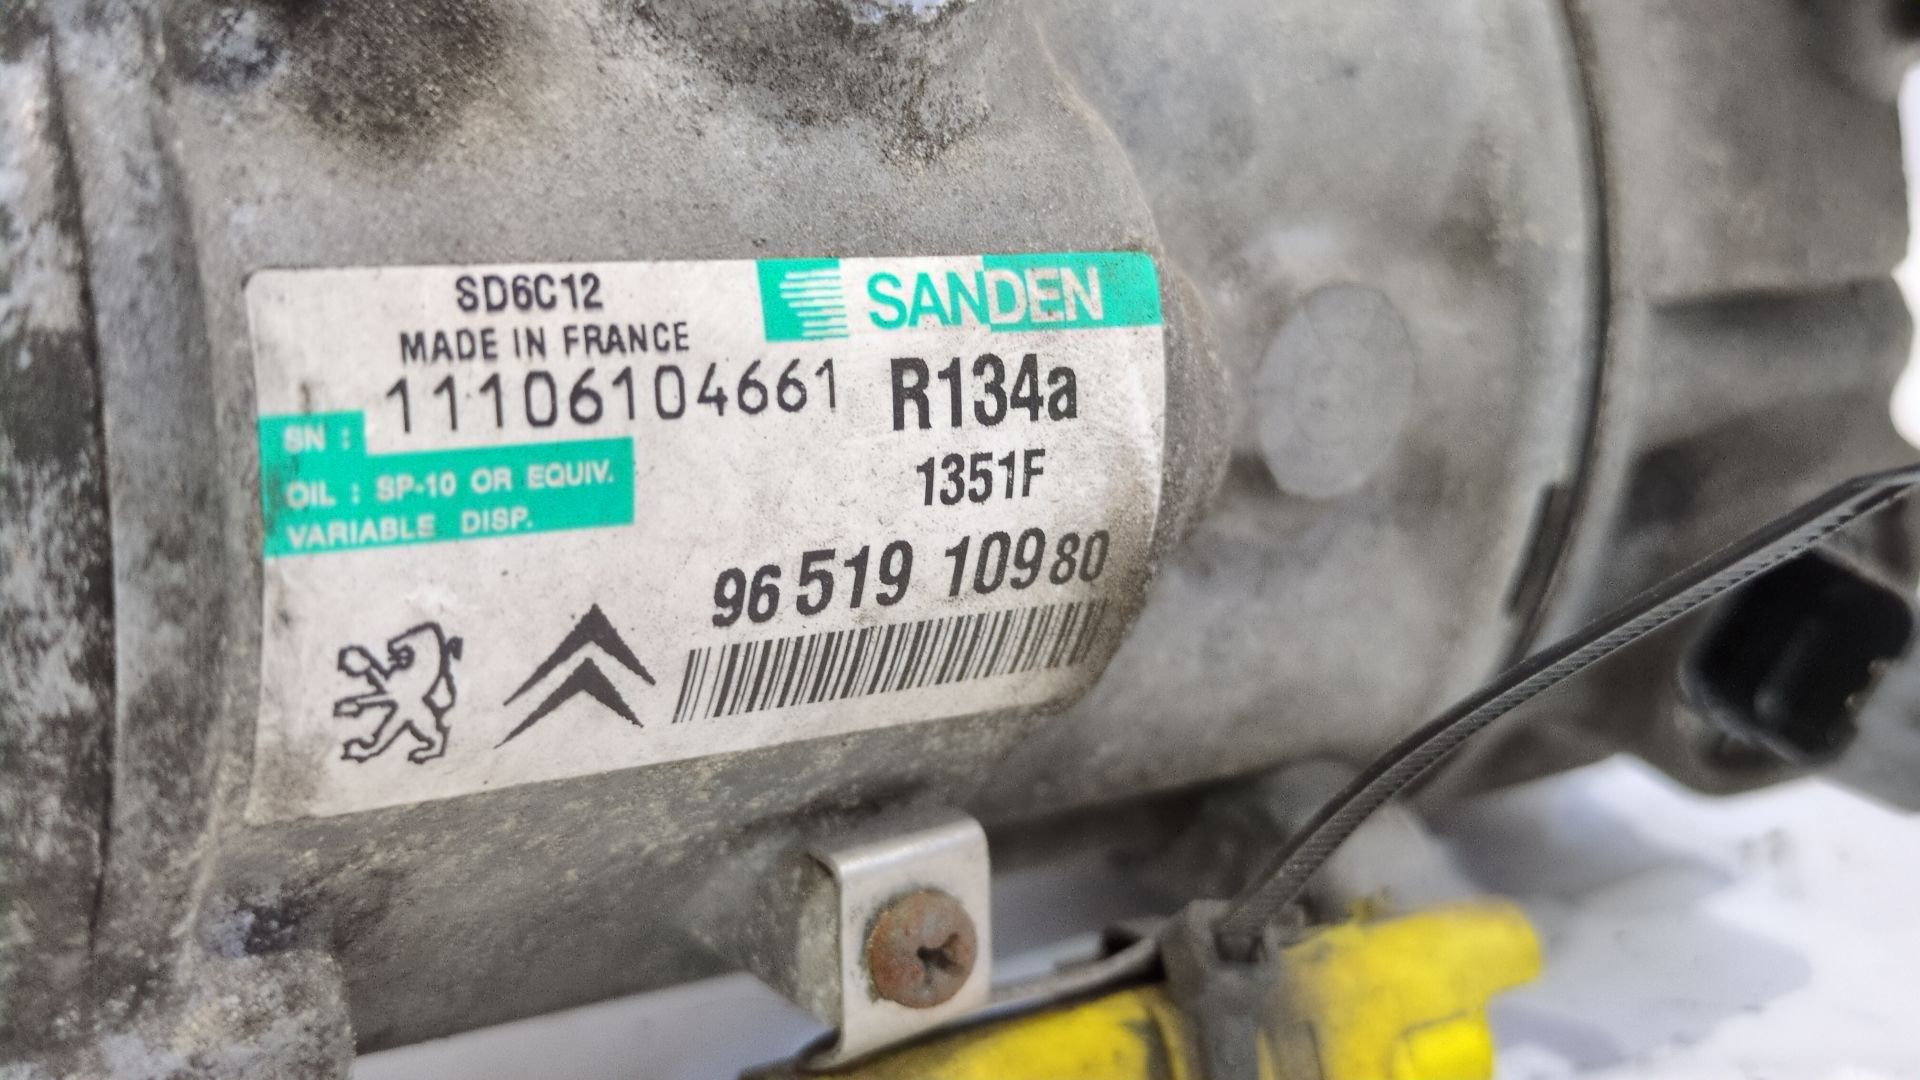 SD6C12
SANDEN
MADE IN FRANCE
SN : 11106104661
R134a
OIL : SP-10 OR EQUIV.
1351F
VARIABLE DISP.
96 519 109 80